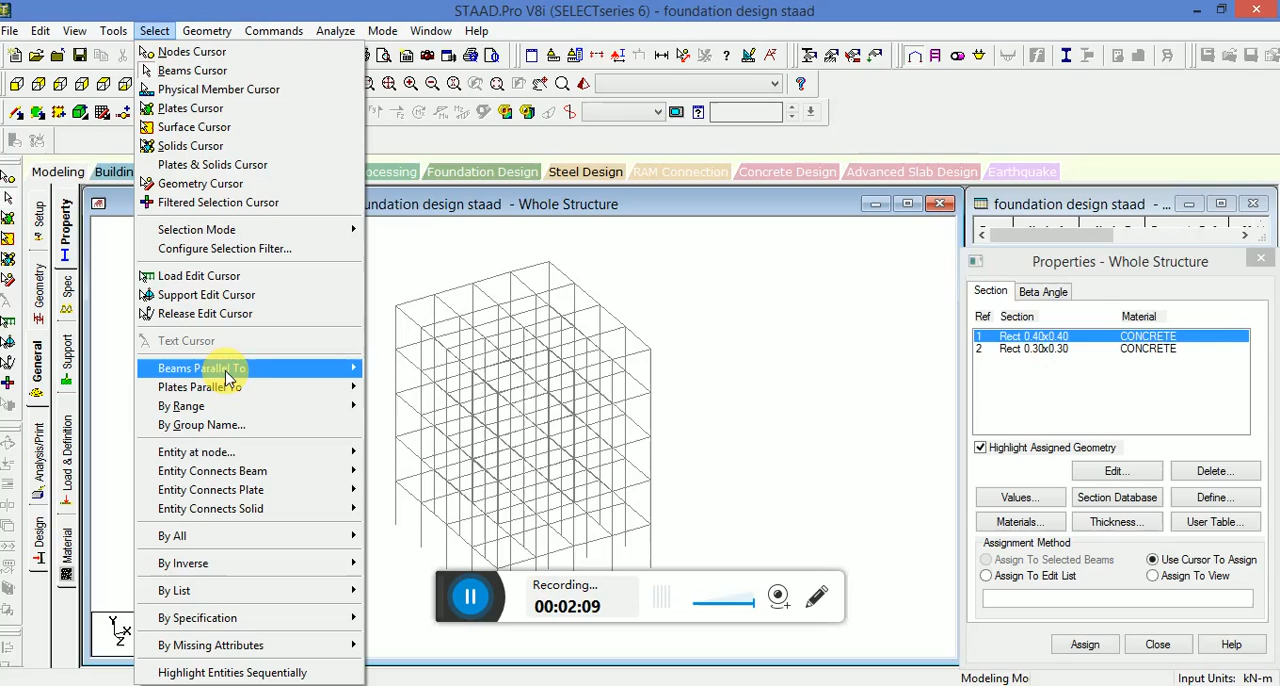 STAAD.Pro V8i (SELECTseries 6) - foundation design staad
File Edit View Tools Select Geometry Commands Analyze Mode Window Help
Nodes Cursor
Beams Cursor
Physical Member Cursor
Plates Cursor
Surface Cursor
Solids Cursor
Plates & Solids Cursor
Geometry Cursor
Filtered Selection Cursor
Selection Mode
Configure Selection Filter...
Load Edit Cursor
Support Edit Cursor
Release Edit Cursor
Text Cursor
Beams Parallel To
Plates Parallel To
By Range
By Group Name...
Entity at node...
Entity Connects Beam
Entity Connects Plate
Entity Connects Solid
By All
By Inverse
By List
By Specification
By Missing Attributes
Highlight Entities Sequentially
Modeling Buildin ocessing Foundation Design Steel Design RAM Connection Concrete Design Advanced Slab Design Earthquake
Setup
Geometry
General
Analysis/Print
Design
Property
Spec
Support
Load & Definition
Material
undation design staad - Whole Structure
foundation design staad - ...
Properties - Whole Structure
Section Beta Angle
Ref Section Material
1 Rect 0.40x0.40 CONCRETE
2 Rect 0.30x0.30 CONCRETE
Highlight Assigned Geometry
Edit... Delete...
Values... Section Database Define...
Materials... Thickness... User Table...
Assignment Method
Assign To Selected Beams Use Cursor To Assign
Assign To Edit List Assign To View
Assign Close Help
Recording...
00:02:09
Y
X
Z
Modeling Mo Input Units: kN-m